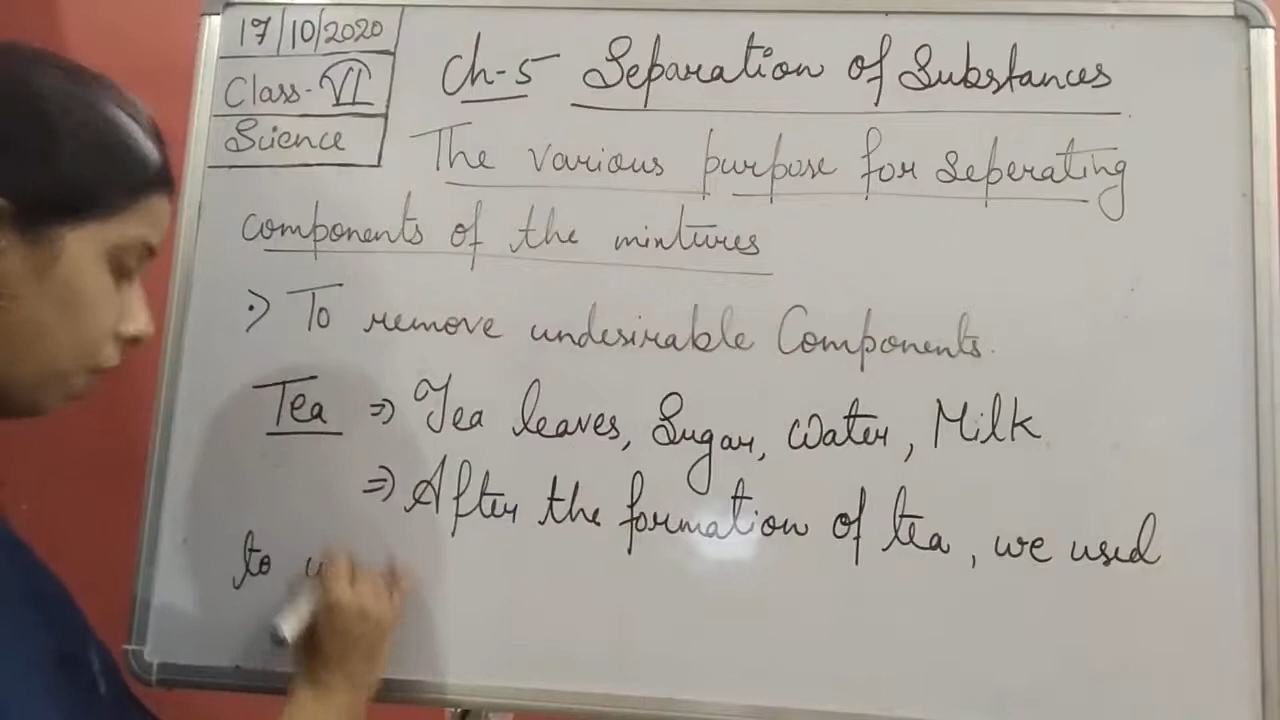 17/10/2020
Class-VI
Science
Ch-5 Separation of Substances
The various purpose for Seperating
components of the mixtures
:> To remove undesirable Components.
Tea ⇒ Tea leaves, Sugar, Water, Milk
⇒ After the formation of tea, we used
to